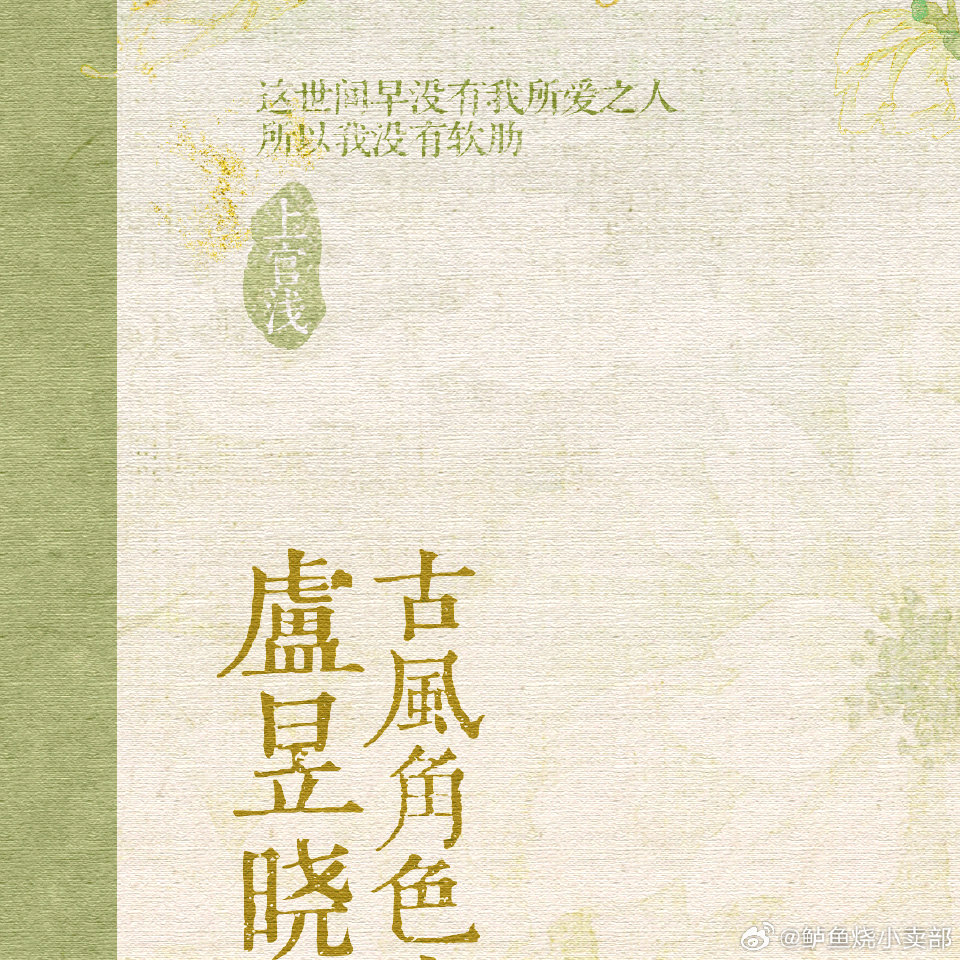 这世间早没有我所爱之人
所以我没有软肋
上官浅
古風角色
盧昱晓
@鲈鱼烧小卖部